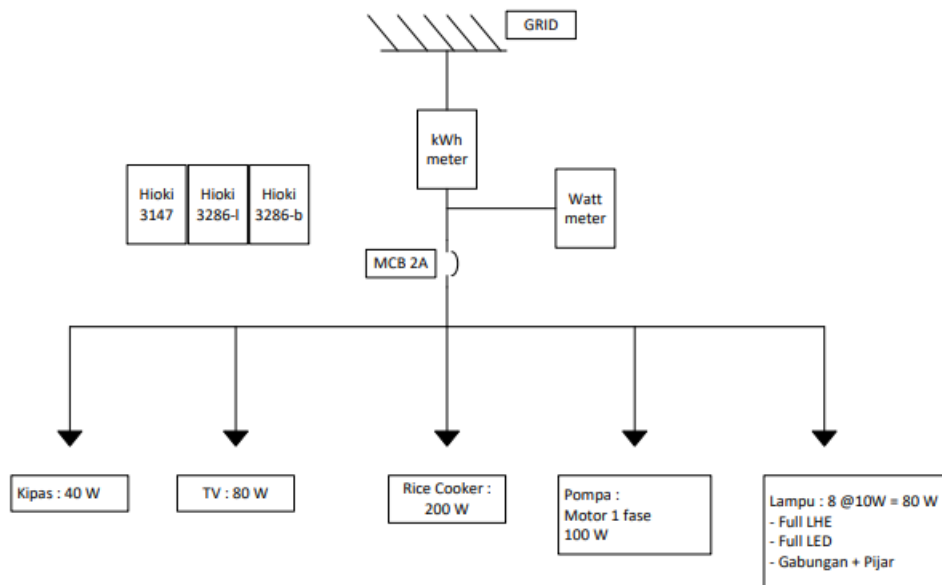 GRID
kWh
meter
Hioki
3147
Hioki
3286-l
Hioki
3286-b
Watt
meter
MCB 2A
Kipas : 40 W
TV : 80 W
Rice Cooker :
200 W
Pompa :
Motor 1 fase
100 W
Lampu : 8 @10W = 80 W
- Full LHE
- Full LED
- Gabungan + Pijar